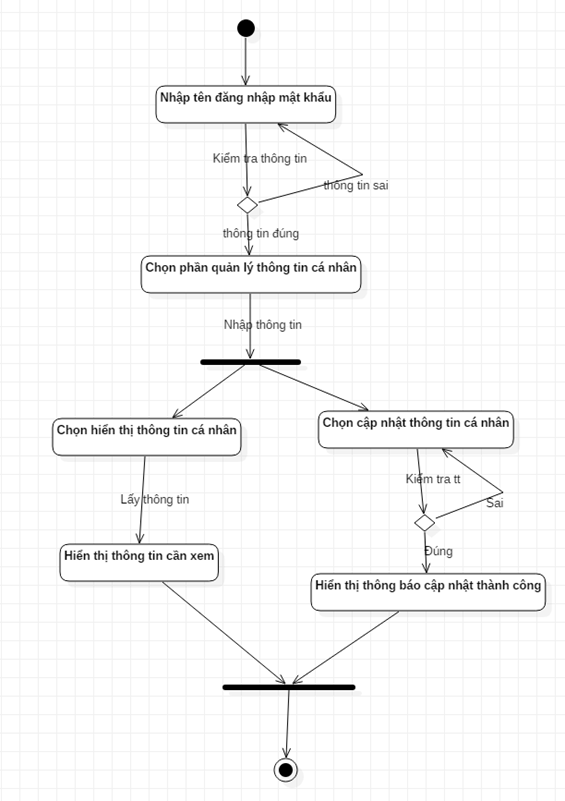 Nhập tên đăng nhập mật khẩu
Kiểm tra thông tin
thông tin sai
thông tin đúng
Chọn phần quản lý thông tin cá nhân
Nhập thông tin
Chọn hiển thị thông tin cá nhân
Chọn cập nhật thông tin cá nhân
Kiểm tra tt
Lấy thông tin
Sai
Đúng
Hiển thị thông tin cần xem
Hiển thị thông báo cập nhật thành công